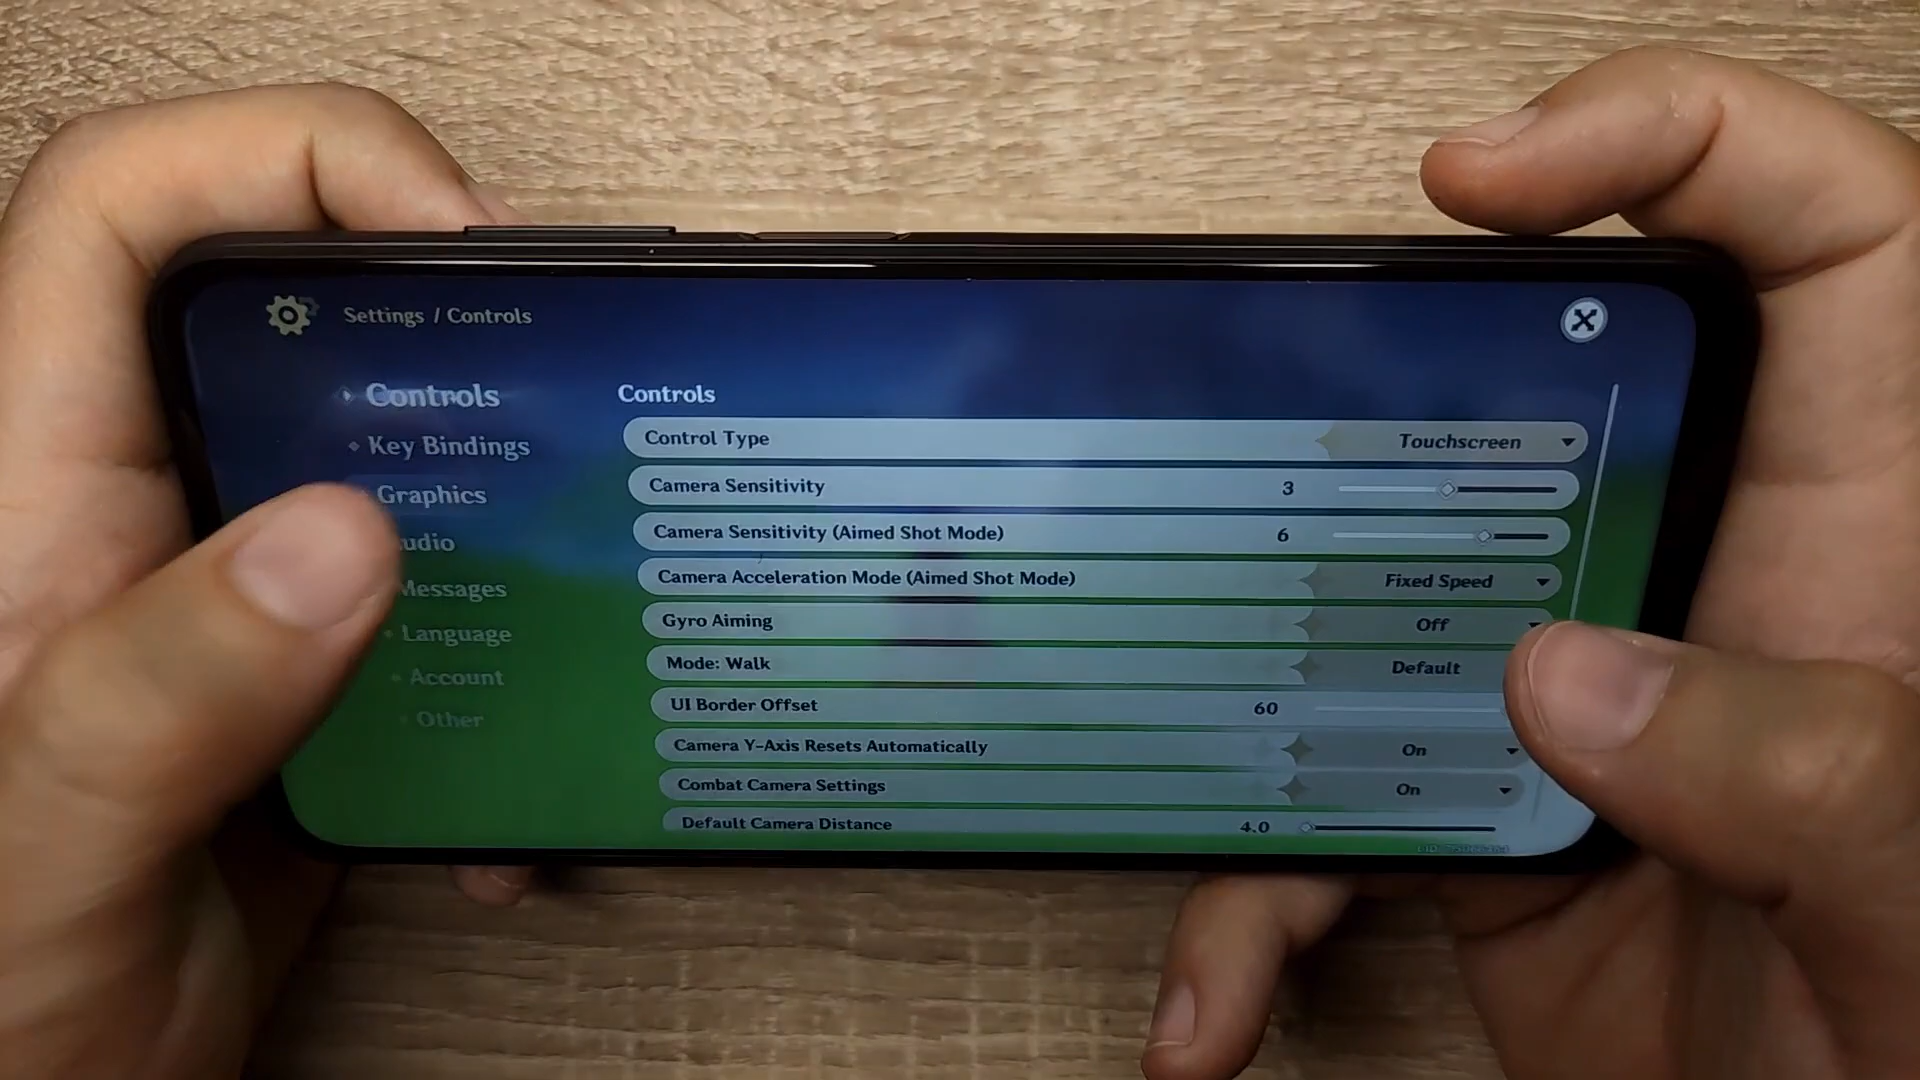 Settings / Controls
Controls
Key Bindings
Graphics
udio
Messages
Language
Account
Other
Controls
Control Type Touchscreen
Camera Sensitivity 3
Camera Sensitivity (Aimed Shot Mode) 6
Camera Acceleration Mode (Aimed Shot Mode) Fixed Speed
Gyro Aiming Off
Mode: Walk Default
UI Border Offset 60
Camera Y-Axis Resets Automatically On
Combat Camera Settings On
Default Camera Distance 4.0